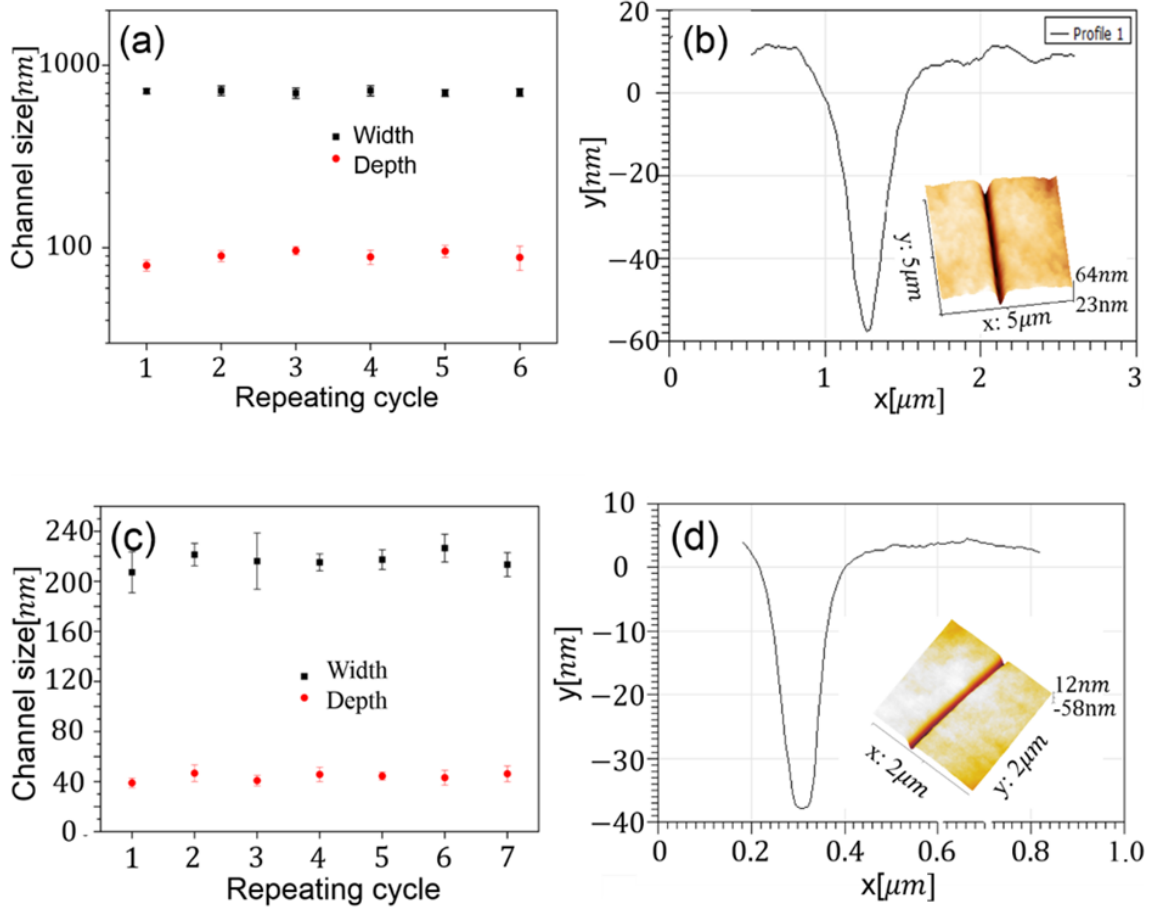 (a)
Channel size[nm]
1000
100
Width
Depth
1 2 3 4 5 6
Repeating cycle
(b)
Profile 1
y[nm]
20
0
−20
−40
−60
y: 5μm
x: 5μm
64nm
23nm
0 1 2 3
x[μm]
(c)
Channel size[nm]
240
200
160
120
80
40
0
Width
Depth
1 2 3 4 5 6 7
Repeating cycle
(d)
y[nm]
10
0
−10
−20
−30
−40
12nm
-58nm
x: 2μm
y: 2μm
0 0.2 0.4 0.6 0.8 1.0
x[μm]